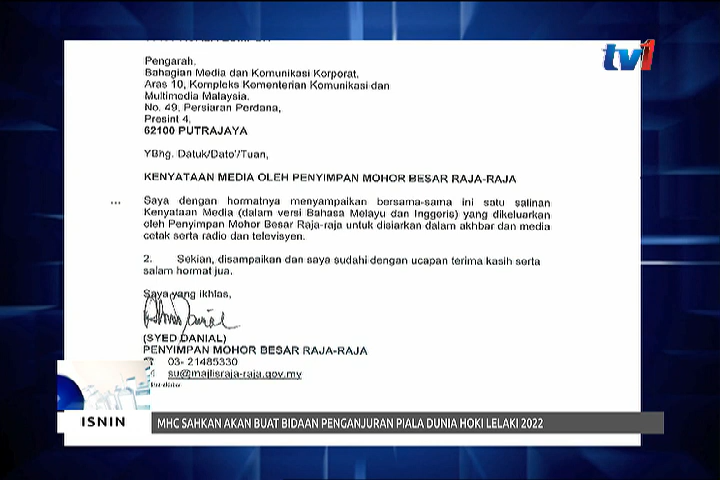 tv1
Pengarah,
Bahagian Media dan Komunikasi Korporat,
Aras 10, Kompleks Kementerian Komunikasi dan
Multimedia Malaysia,
No. 49, Persiaran Perdana,
Presint 4,
62100 PUTRAJAYA
YBhg. Datuk/Dato'/Tuan,
KENYATAAN MEDIA OLEH PENYIMPAN MOHOR BESAR RAJA-RAJA
... Saya dengan hormatnya menyampaikan bersama-sama ini satu salinan
Kenyataan Media (dalam versi Bahasa Melayu dan Inggeris) yang dikeluarkan
oleh Penyimpan Mohor Besar Raja-raja untuk disiarkan dalam akhbar dan media
cetak serta radio dan televisyen.
2. Sekian, disampaikan dan saya sudahi dengan ucapan terima kasih serta
salam hormat jua.
Saya yang ikhlas,
(SYED DANIAL)
PENYIMPAN MOHOR BESAR RAJA-RAJA
03- 21485330
su@majlisraja-raja.gov.my
ISNIN
MHC SAHKAN AKAN BUAT BIDAAN PENGANJURAN PIALA DUNIA HOKI LELAKI 2022